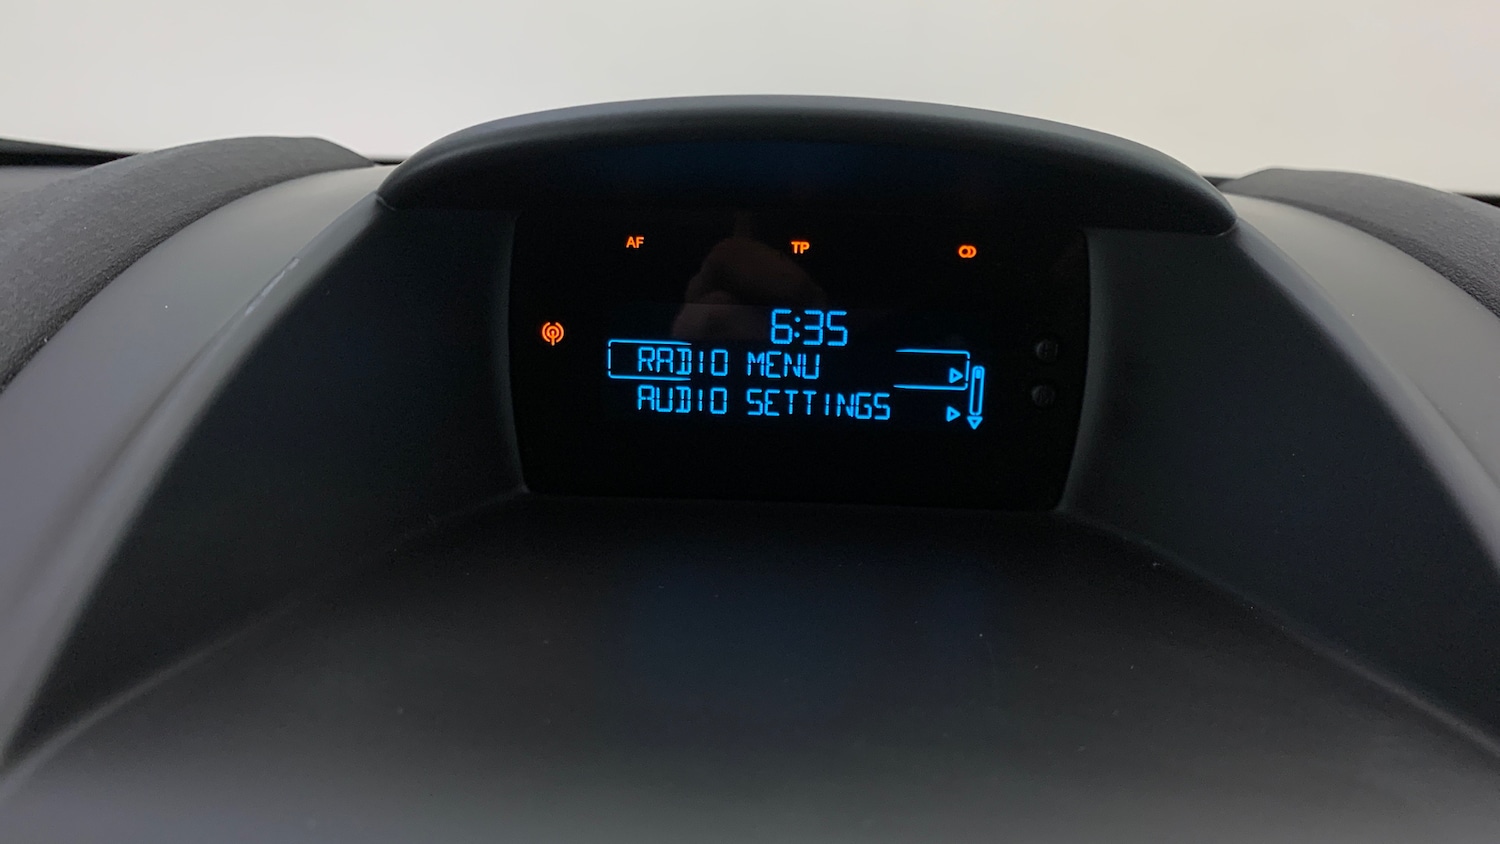 AF TP
6:35
RADIO MENU
AUDIO SETTINGS